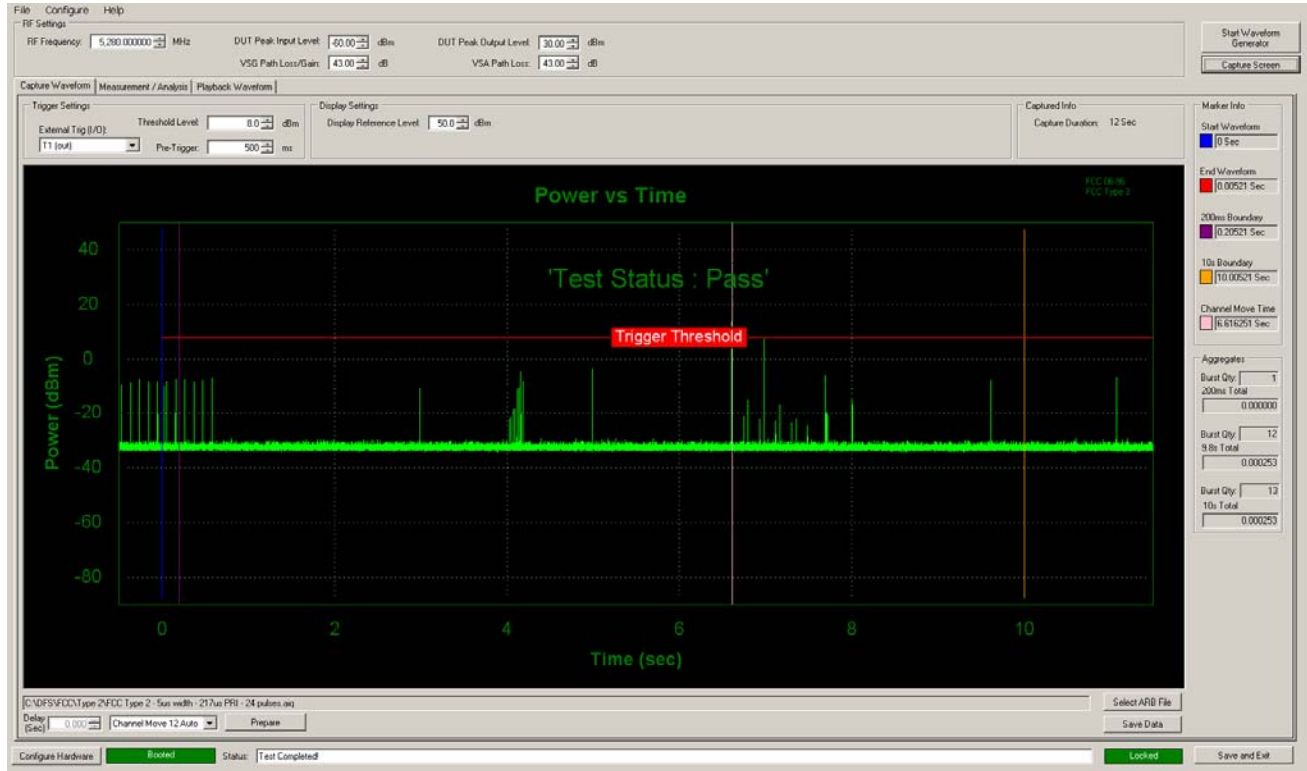 File Configure Help
RF Settings
RF Frequency: 5,280.000000 MHz DUT Peak Input Level: -60.00 dBm DUT Peak Output Level: 30.00 dBm
VSG Path Loss/Gain: 43.00 dB VSA Path Loss: 43.00 dB
Start Waveform
Generator
Capture Screen
Capture Waveform Measurement / Analysis Playback Waveform
Trigger Settings
External Trig (I/O):
T1 (out)
Threshold Level: 8.0 dBm
Pre-Trigger: 500 ms
Display Settings
Display Reference Level: 50.0 dBm
Captured Info
Capture Duration: 12 Sec
Marker Info
Start Waveform
0 Sec
End Waveform
0.00521 Sec
200ms Boundary
0.20521 Sec
10s Boundary
10.00521 Sec
Channel Move Time
6.616251 Sec
Aggregates
Burst Qty: 1
200ms Total
0.000000
Burst Qty: 12
9.8s Total
0.000253
Burst Qty: 13
10s Total
0.000253
Power vs Time
FCC 06-96
FCC Type 3
'Test Status : Pass'
Trigger Threshold
Power (dBm)
40
20
0
-20
-40
-60
-80
0 2 4 6 8 10
Time (sec)
C:\DFS\FCC\Type 2\FCC Type 2 - 5us width - 217us PRI - 24 pulses.aiq
Select ARB File
Delay
(Sec) 0.000 Channel Move 12 Auto Prepare
Save Data
Configure Hardware Booted Status: Test Completed! Locked Save and Exit